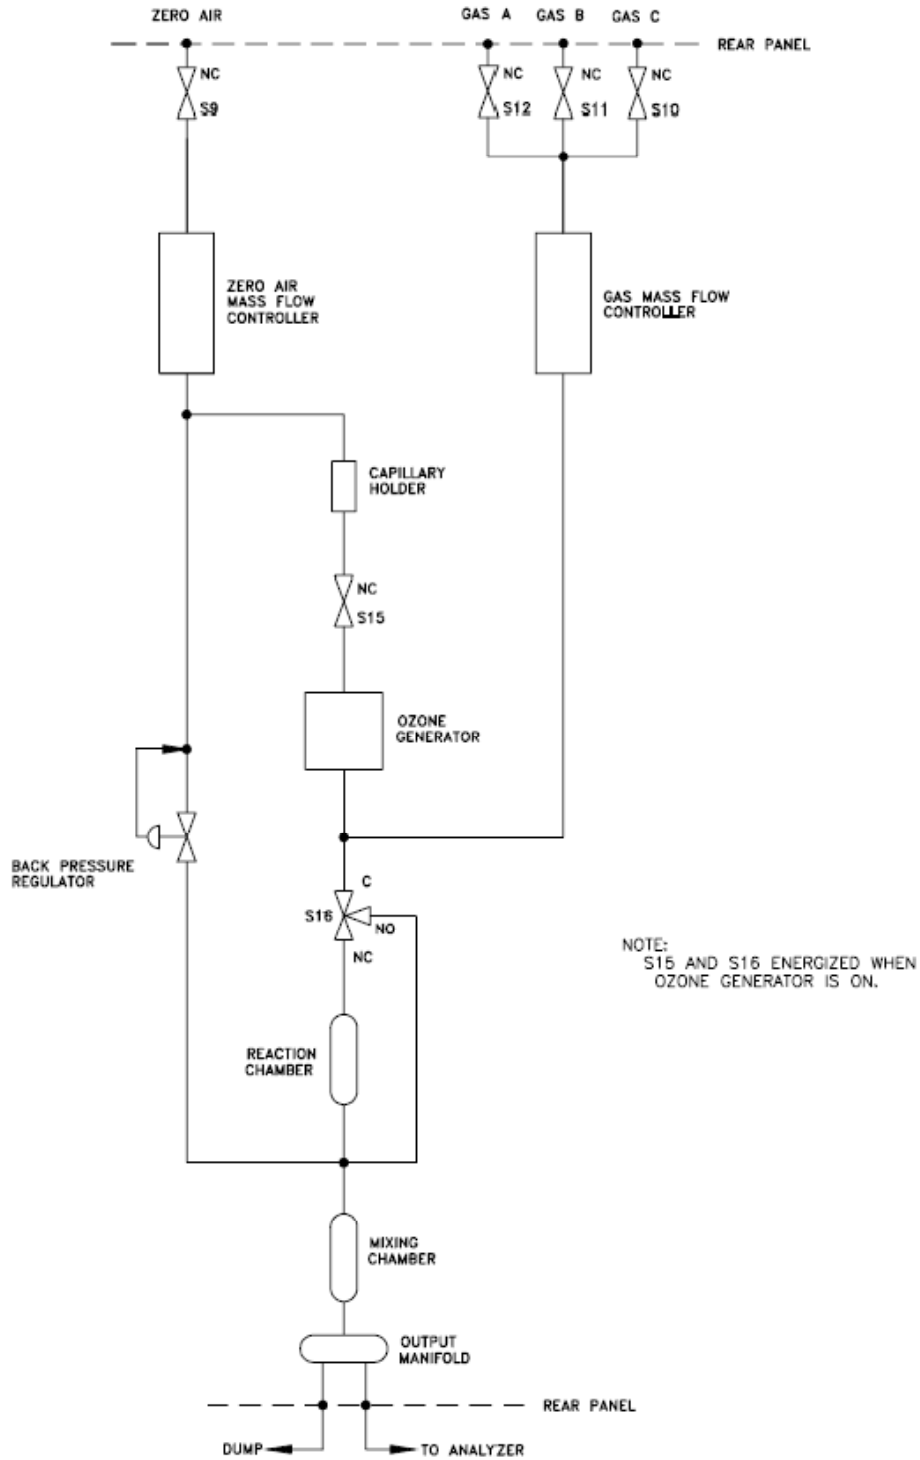 ZERO AIR
GAS A GAS B GAS C
REAR PANEL
NC NC NC NC
S9 S12 S11 S10
ZERO AIR
MASS FLOW
CONTROLLER
GAS MASS FLOW
CONTROLLER
CAPILLARY
HOLDER
NC
S15
OZONE
GENERATOR
BACK PRESSURE
REGULATOR
C
S16
NO
NC
NOTE:
S15 AND S16 ENERGIZED WHEN
OZONE GENERATOR IS ON.
REACTION
CHAMBER
MIXING
CHAMBER
OUTPUT
MANIFOLD
REAR PANEL
DUMP
TO ANALYZER